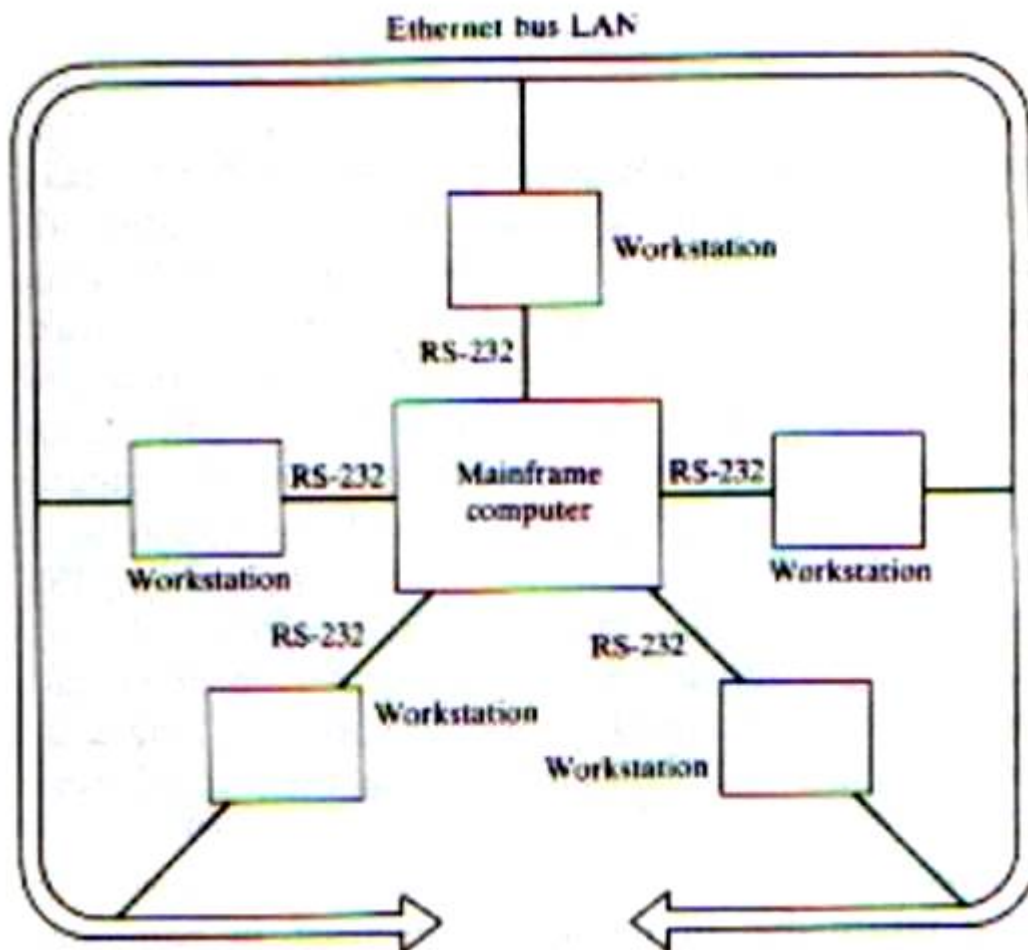 Ethernet bus LAN
Workstation
RS-232
RS-232
Mainframe
computer
RS-232
Workstation
Workstation
RS-232
RS-232
Workstation
Workstation